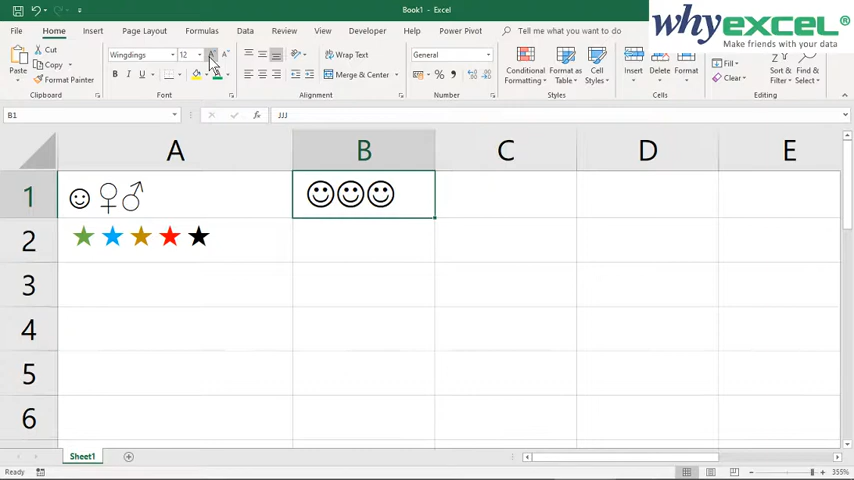 Book1 - Excel
whyEXCEL®
Make friends with your data
File Home Insert Page Layout Formulas Data Review View Developer Help Power Pivot Tell me what you want to do
Paste
Cut
Copy
Format Painter
Clipboard
Wingdings 12 A A
B I U A
Font
Wrap Text
Merge & Center
Alignment
General
%
Number
Conditional Formatting
Format as Table
Cell Styles
Styles
Insert
Delete
Format
Cells
Fill
Clear
Sort & Filter
Find & Select
Editing
B1 fx JJJ
A B C D E
1 ☺♀♂ ☺☺☺
2 ★★★★★
3
4
5
6
Sheet1
Ready 355%